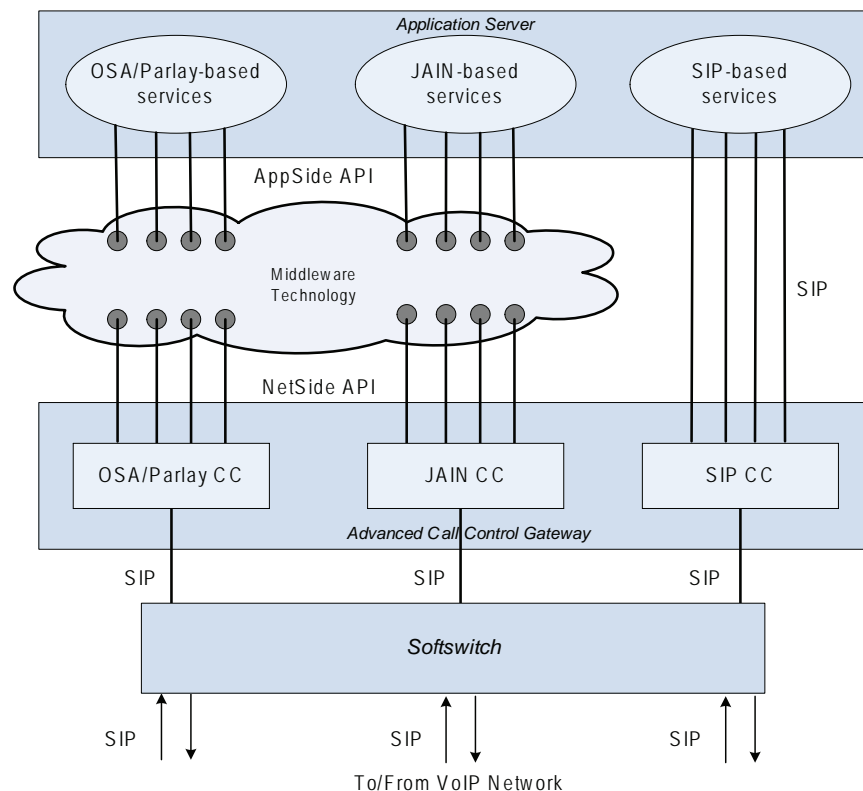 Application Server
OSA/Parlay-based
services
JAIN-based
services
SIP-based
services
AppSide API
Middleware
Technology
SIP
NetSide API
OSA/Parlay CC
JAIN CC
SIP CC
Advanced Call Control Gateway
SIP
SIP
SIP
Softswitch
SIP
SIP
SIP
To/From VoIP Network